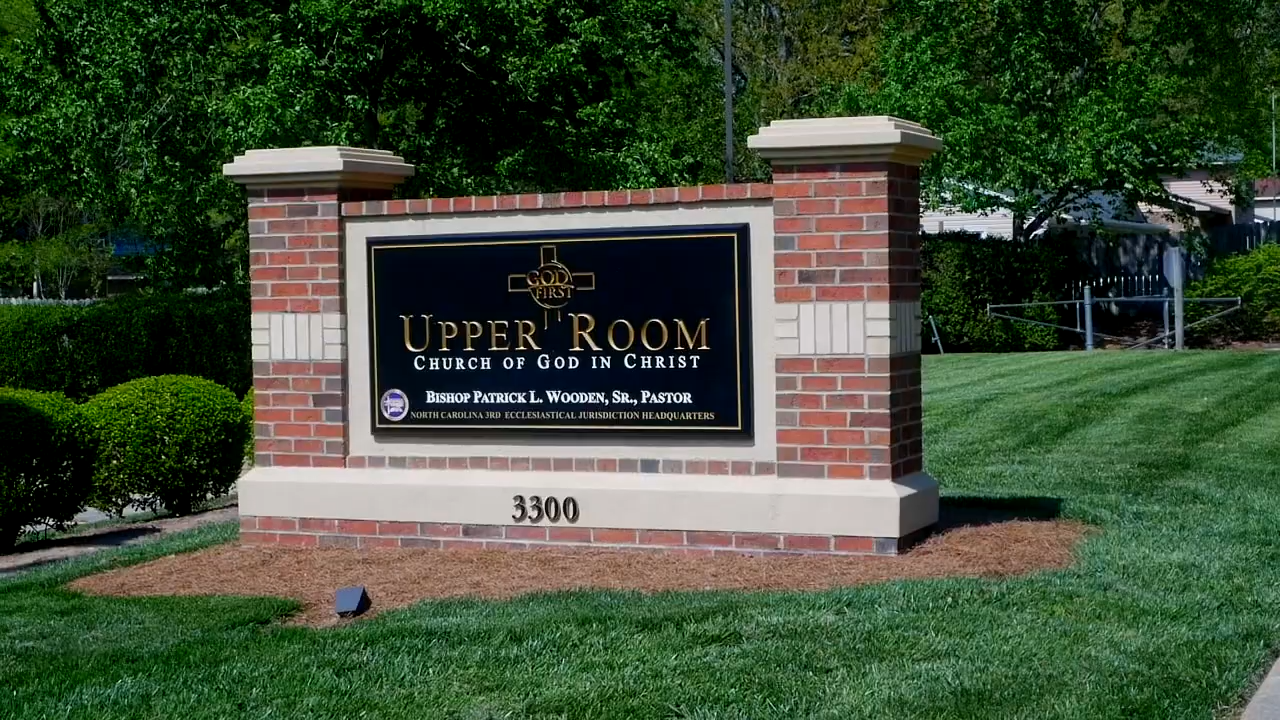 GOD
FIRST
UPPER ROOM
CHURCH OF GOD IN CHRIST
BISHOP PATRICK L. WOODEN, SR., PASTOR
NORTH CAROLINA 3RD ECCLESIASTICAL JURISDICTION HEADQUARTERS
3300